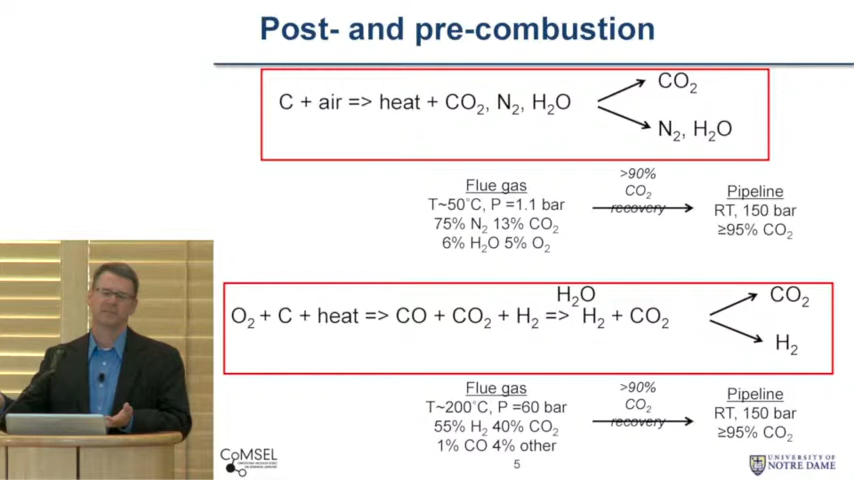 Post- and pre-combustion
C + air => heat + CO₂, N₂, H₂O
CO₂
N₂, H₂O
Flue gas
T~50°C, P =1.1 bar
75% N₂ 13% CO₂
6% H₂O 5% O₂
>90%
CO₂
recovery
Pipeline
RT, 150 bar
≥95% CO₂
H₂O
O₂ + C + heat => CO + CO₂ + H₂ => H₂ + CO₂
CO₂
H₂
Flue gas
T~200°C, P =60 bar
55% H₂ 40% CO₂
1% CO 4% other
>90%
CO₂
recovery
Pipeline
RT, 150 bar
≥95% CO₂
CoMSEL
5
UNIVERSITY OF
NOTRE DAME